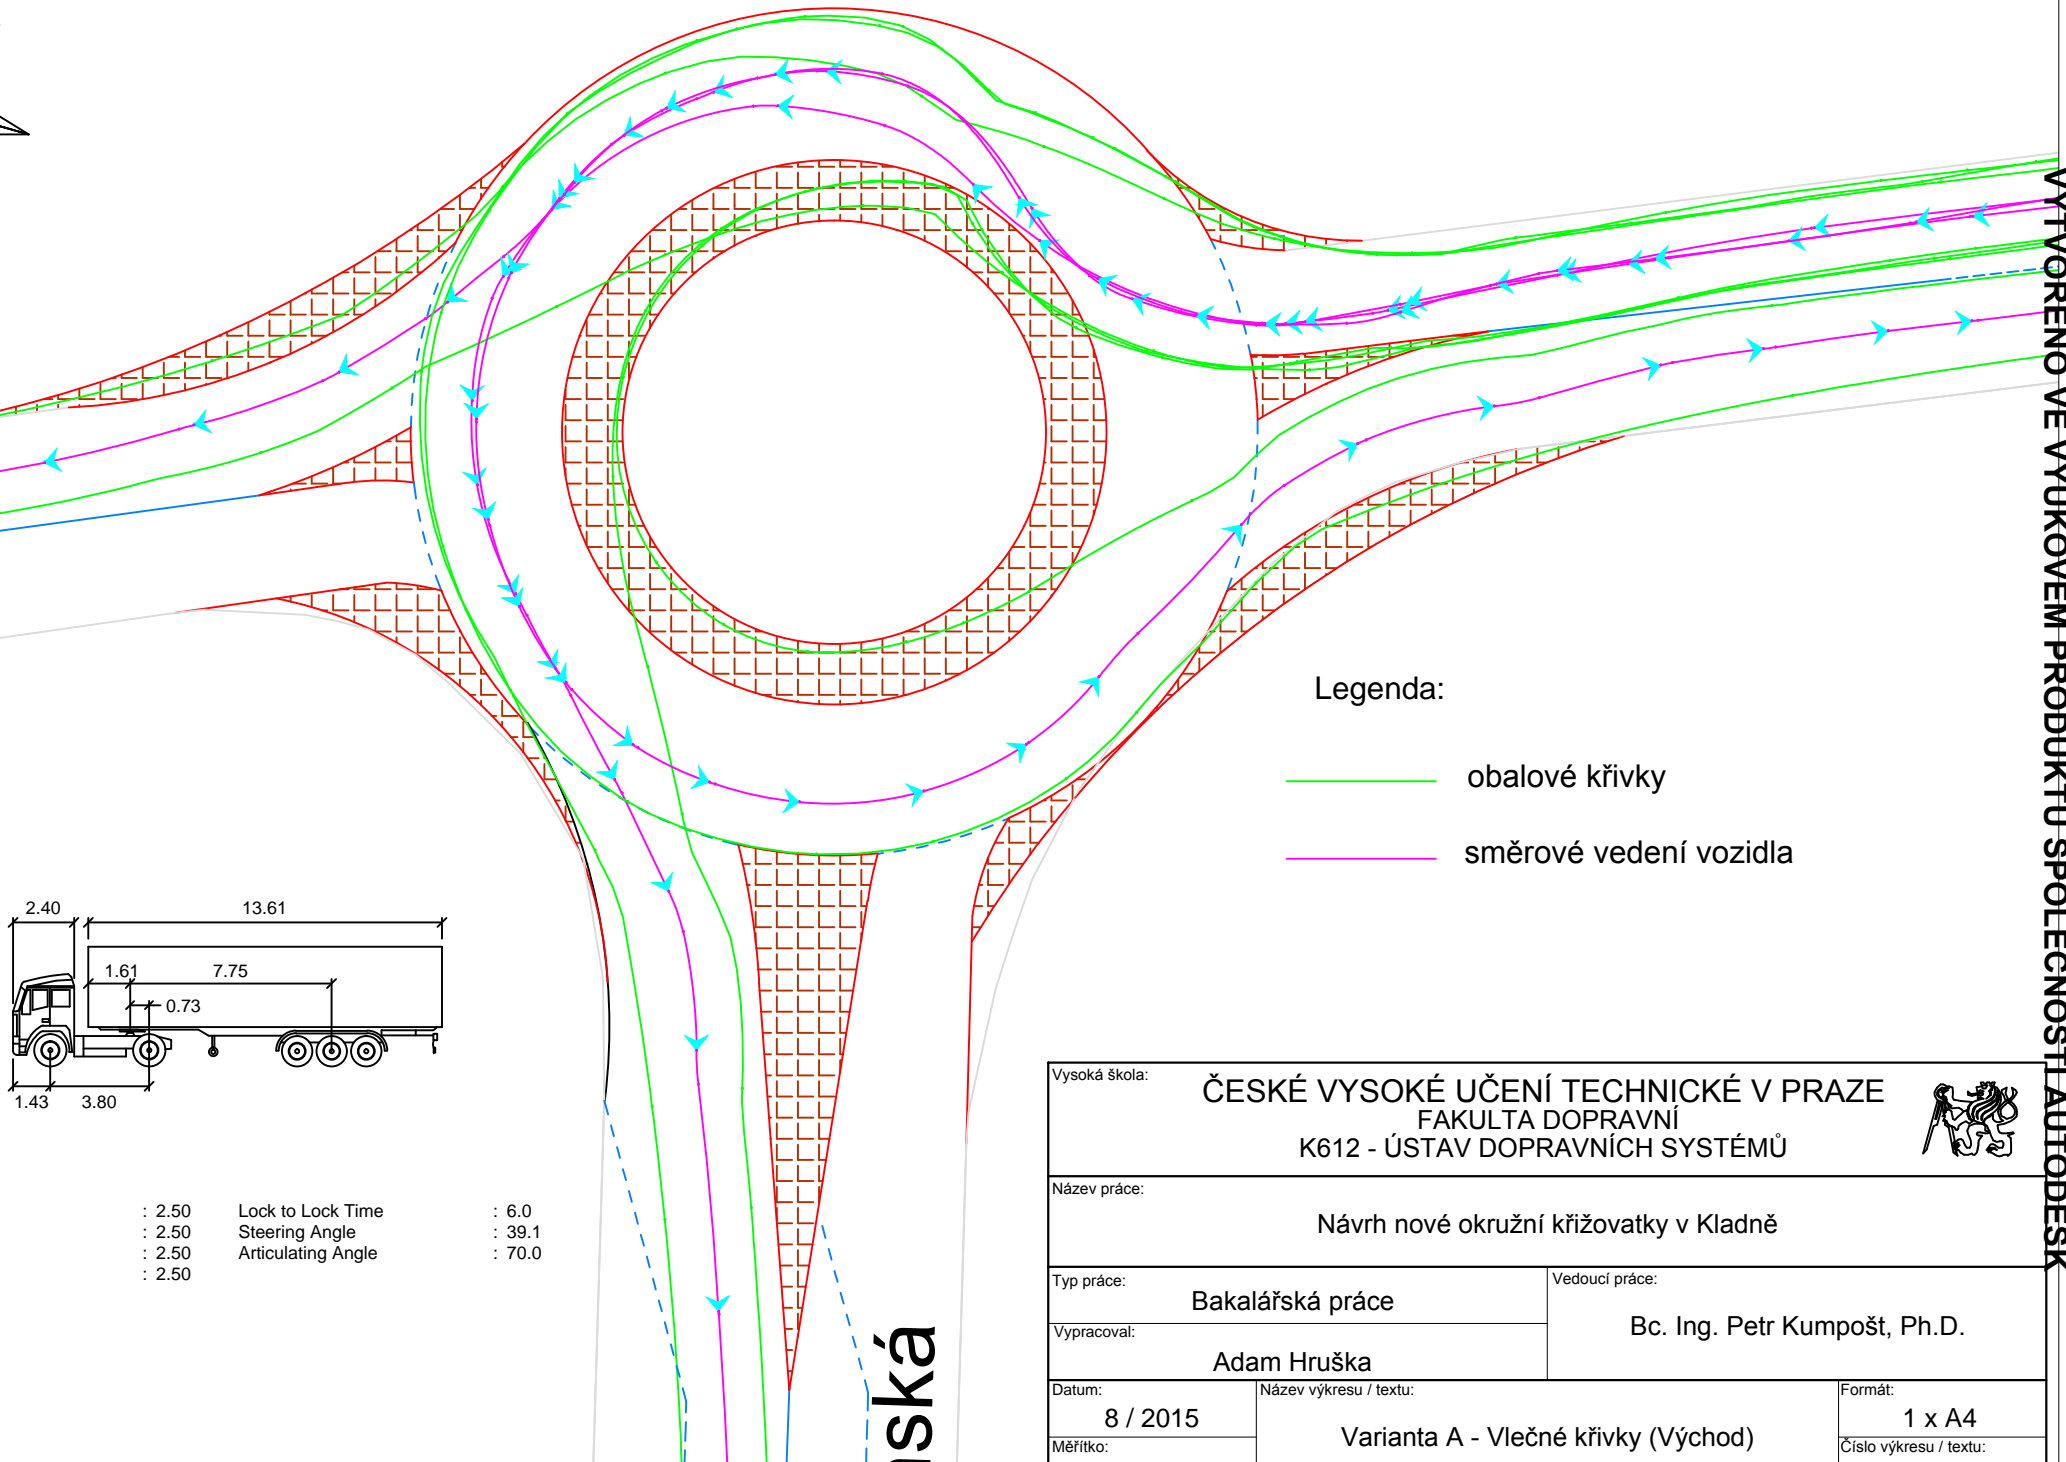 Legenda:
obalové křivky
směrové vedení vozidla
2.40
13.61
1.61
7.75
0.73
1.43
3.80
: 2.50 Lock to Lock Time : 6.0
: 2.50 Steering Angle : 39.1
: 2.50 Articulating Angle : 70.0
: 2.50
nská
Vysoká škola:
ČESKÉ VYSOKÉ UČENÍ TECHNICKÉ V PRAZE
FAKULTA DOPRAVNÍ
K612 - ÚSTAV DOPRAVNÍCH SYSTÉMŮ
Název práce:
Návrh nové okružní křižovatky v Kladně
Typ práce:
Bakalářská práce
Vedoucí práce:
Bc. Ing. Petr Kumpošt, Ph.D.
Vypracoval:
Adam Hruška
Datum:
8 / 2015
Název výkresu / textu:
Varianta A - Vlečné křivky (Východ)
Formát:
1 x A4
Měřítko:
Číslo výkresu / textu:
VYTVOŘENO VE VÝUKOVÉM PRODUKTU SPOLEČNOSTI AUTODESK